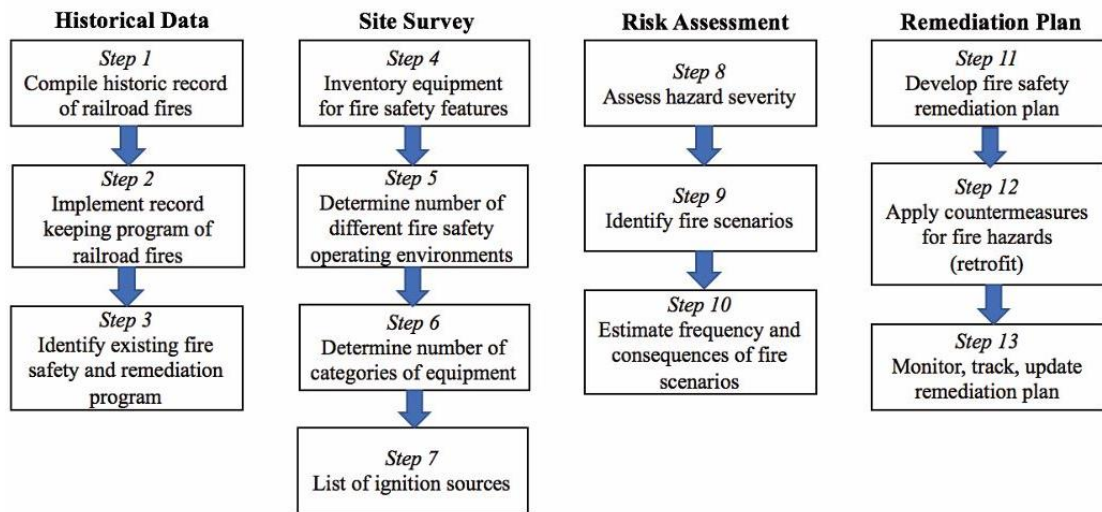 Historical Data
Step 1
Compile historic record
of railroad fires
Step 2
Implement record
keeping program of
railroad fires
Step 3
Identify existing fire
safety and remediation
program
Site Survey
Step 4
Inventory equipment
for fire safety features
Step 5
Determine number of
different fire safety
operating environments
Step 6
Determine number of
categories of equipment
Step 7
List of ignition sources
Risk Assessment
Step 8
Assess hazard severity
Step 9
Identify fire scenarios
Step 10
Estimate frequency and
consequences of fire
scenarios
Remediation Plan
Step 11
Develop fire safety
remediation plan
Step 12
Apply countermeasures
for fire hazards
(retrofit)
Step 13
Monitor, track, update
remediation plan